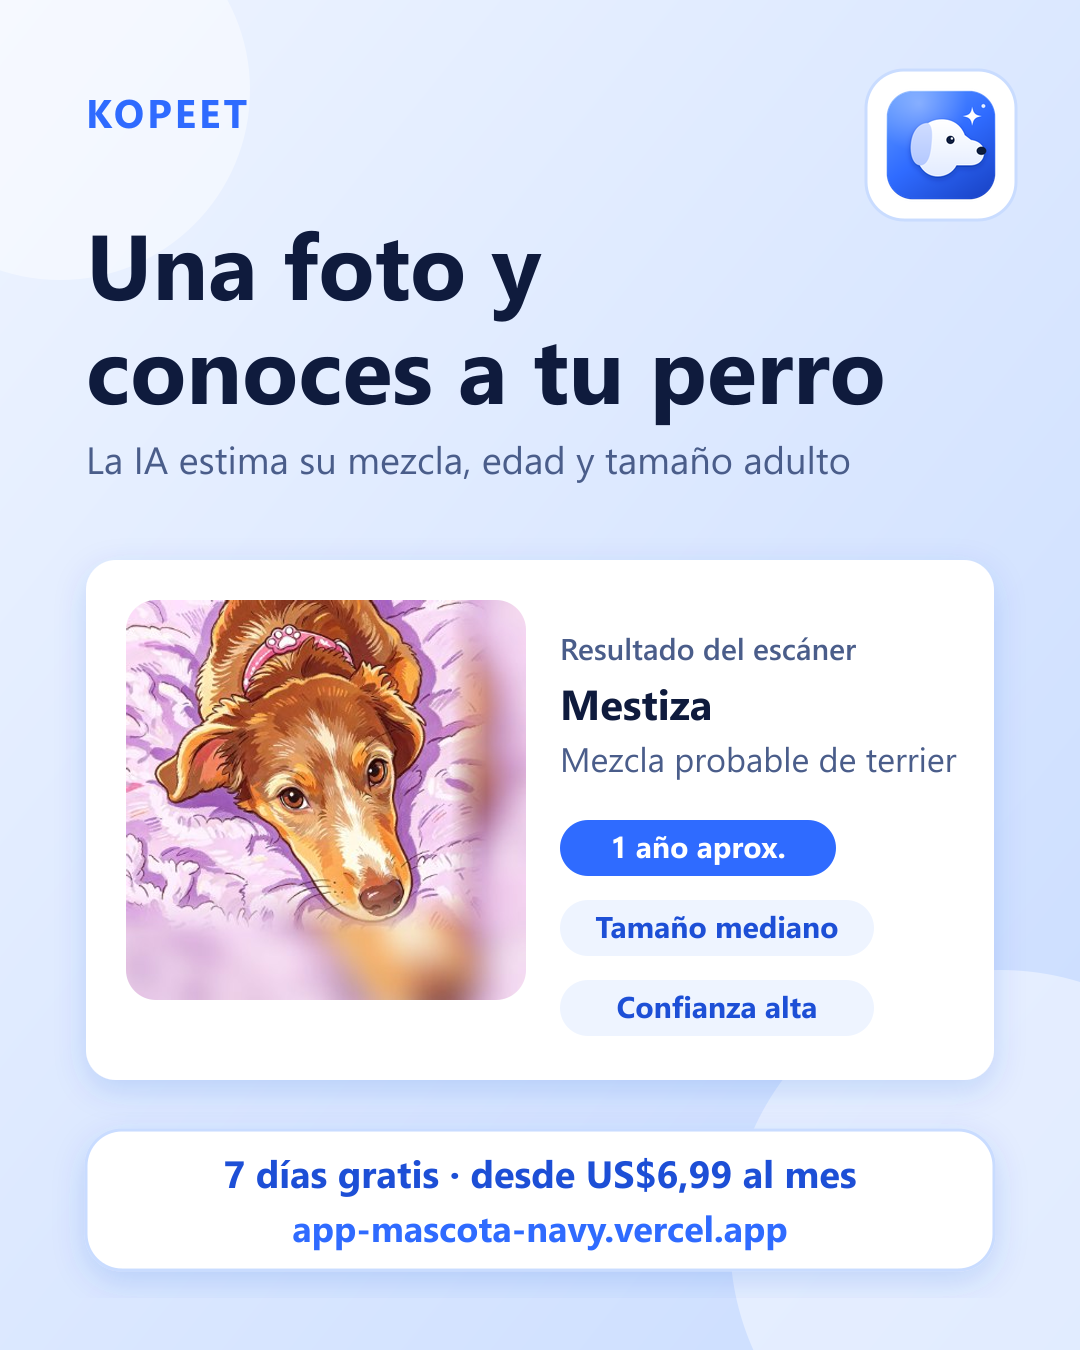 KOPEET
Una foto y
conoces a tu perro
La IA estima su mezcla, edad y tamaño adulto
Resultado del escáner
Mestiza
Mezcla probable de terrier
1 año aprox.
Tamaño mediano
Confianza alta
7 días gratis · desde US$6,99 al mes
app-mascota-navy.vercel.app